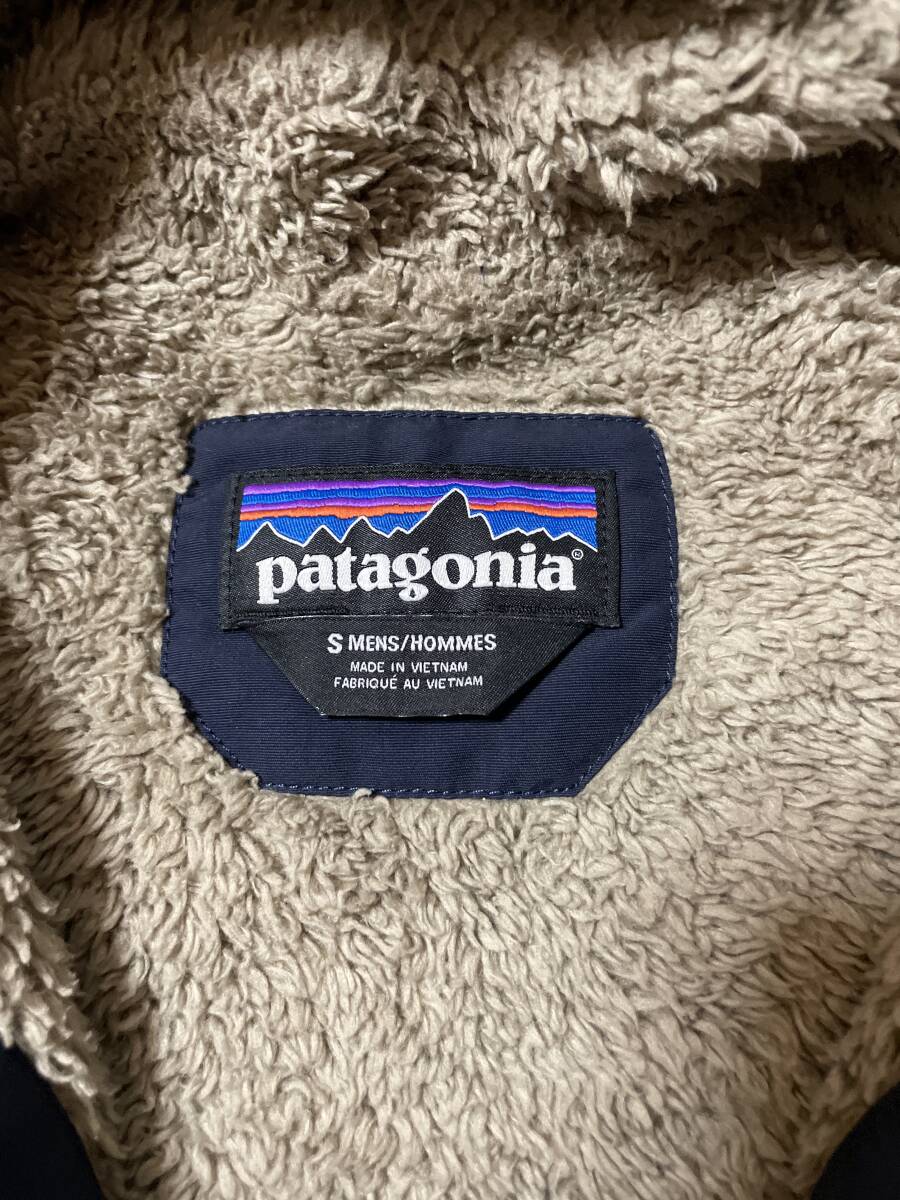 patagonia®
S MENS/HOMMES
MADE IN VIETNAM
FABRIQUÉ AU VIETNAM